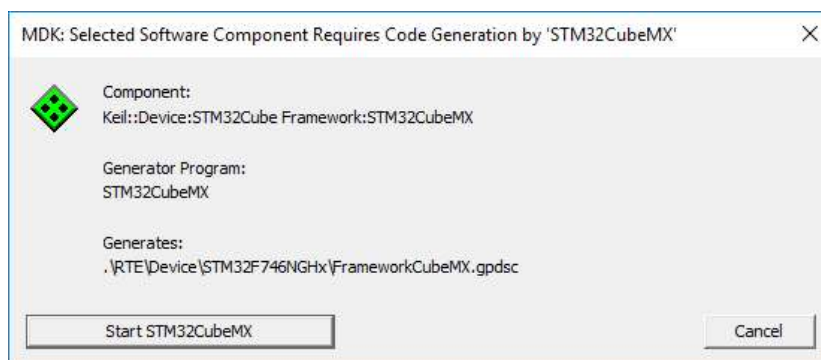 MDK: Selected Software Component Requires Code Generation by 'STM32CubeMX'
Component:
Keil::Device:STM32Cube Framework:STM32CubeMX
Generator Program:
STM32CubeMX
Generates:
.\RTE\Device\STM32F746NGHx\FrameworkCubeMX.gpdsc
Start STM32CubeMX
Cancel